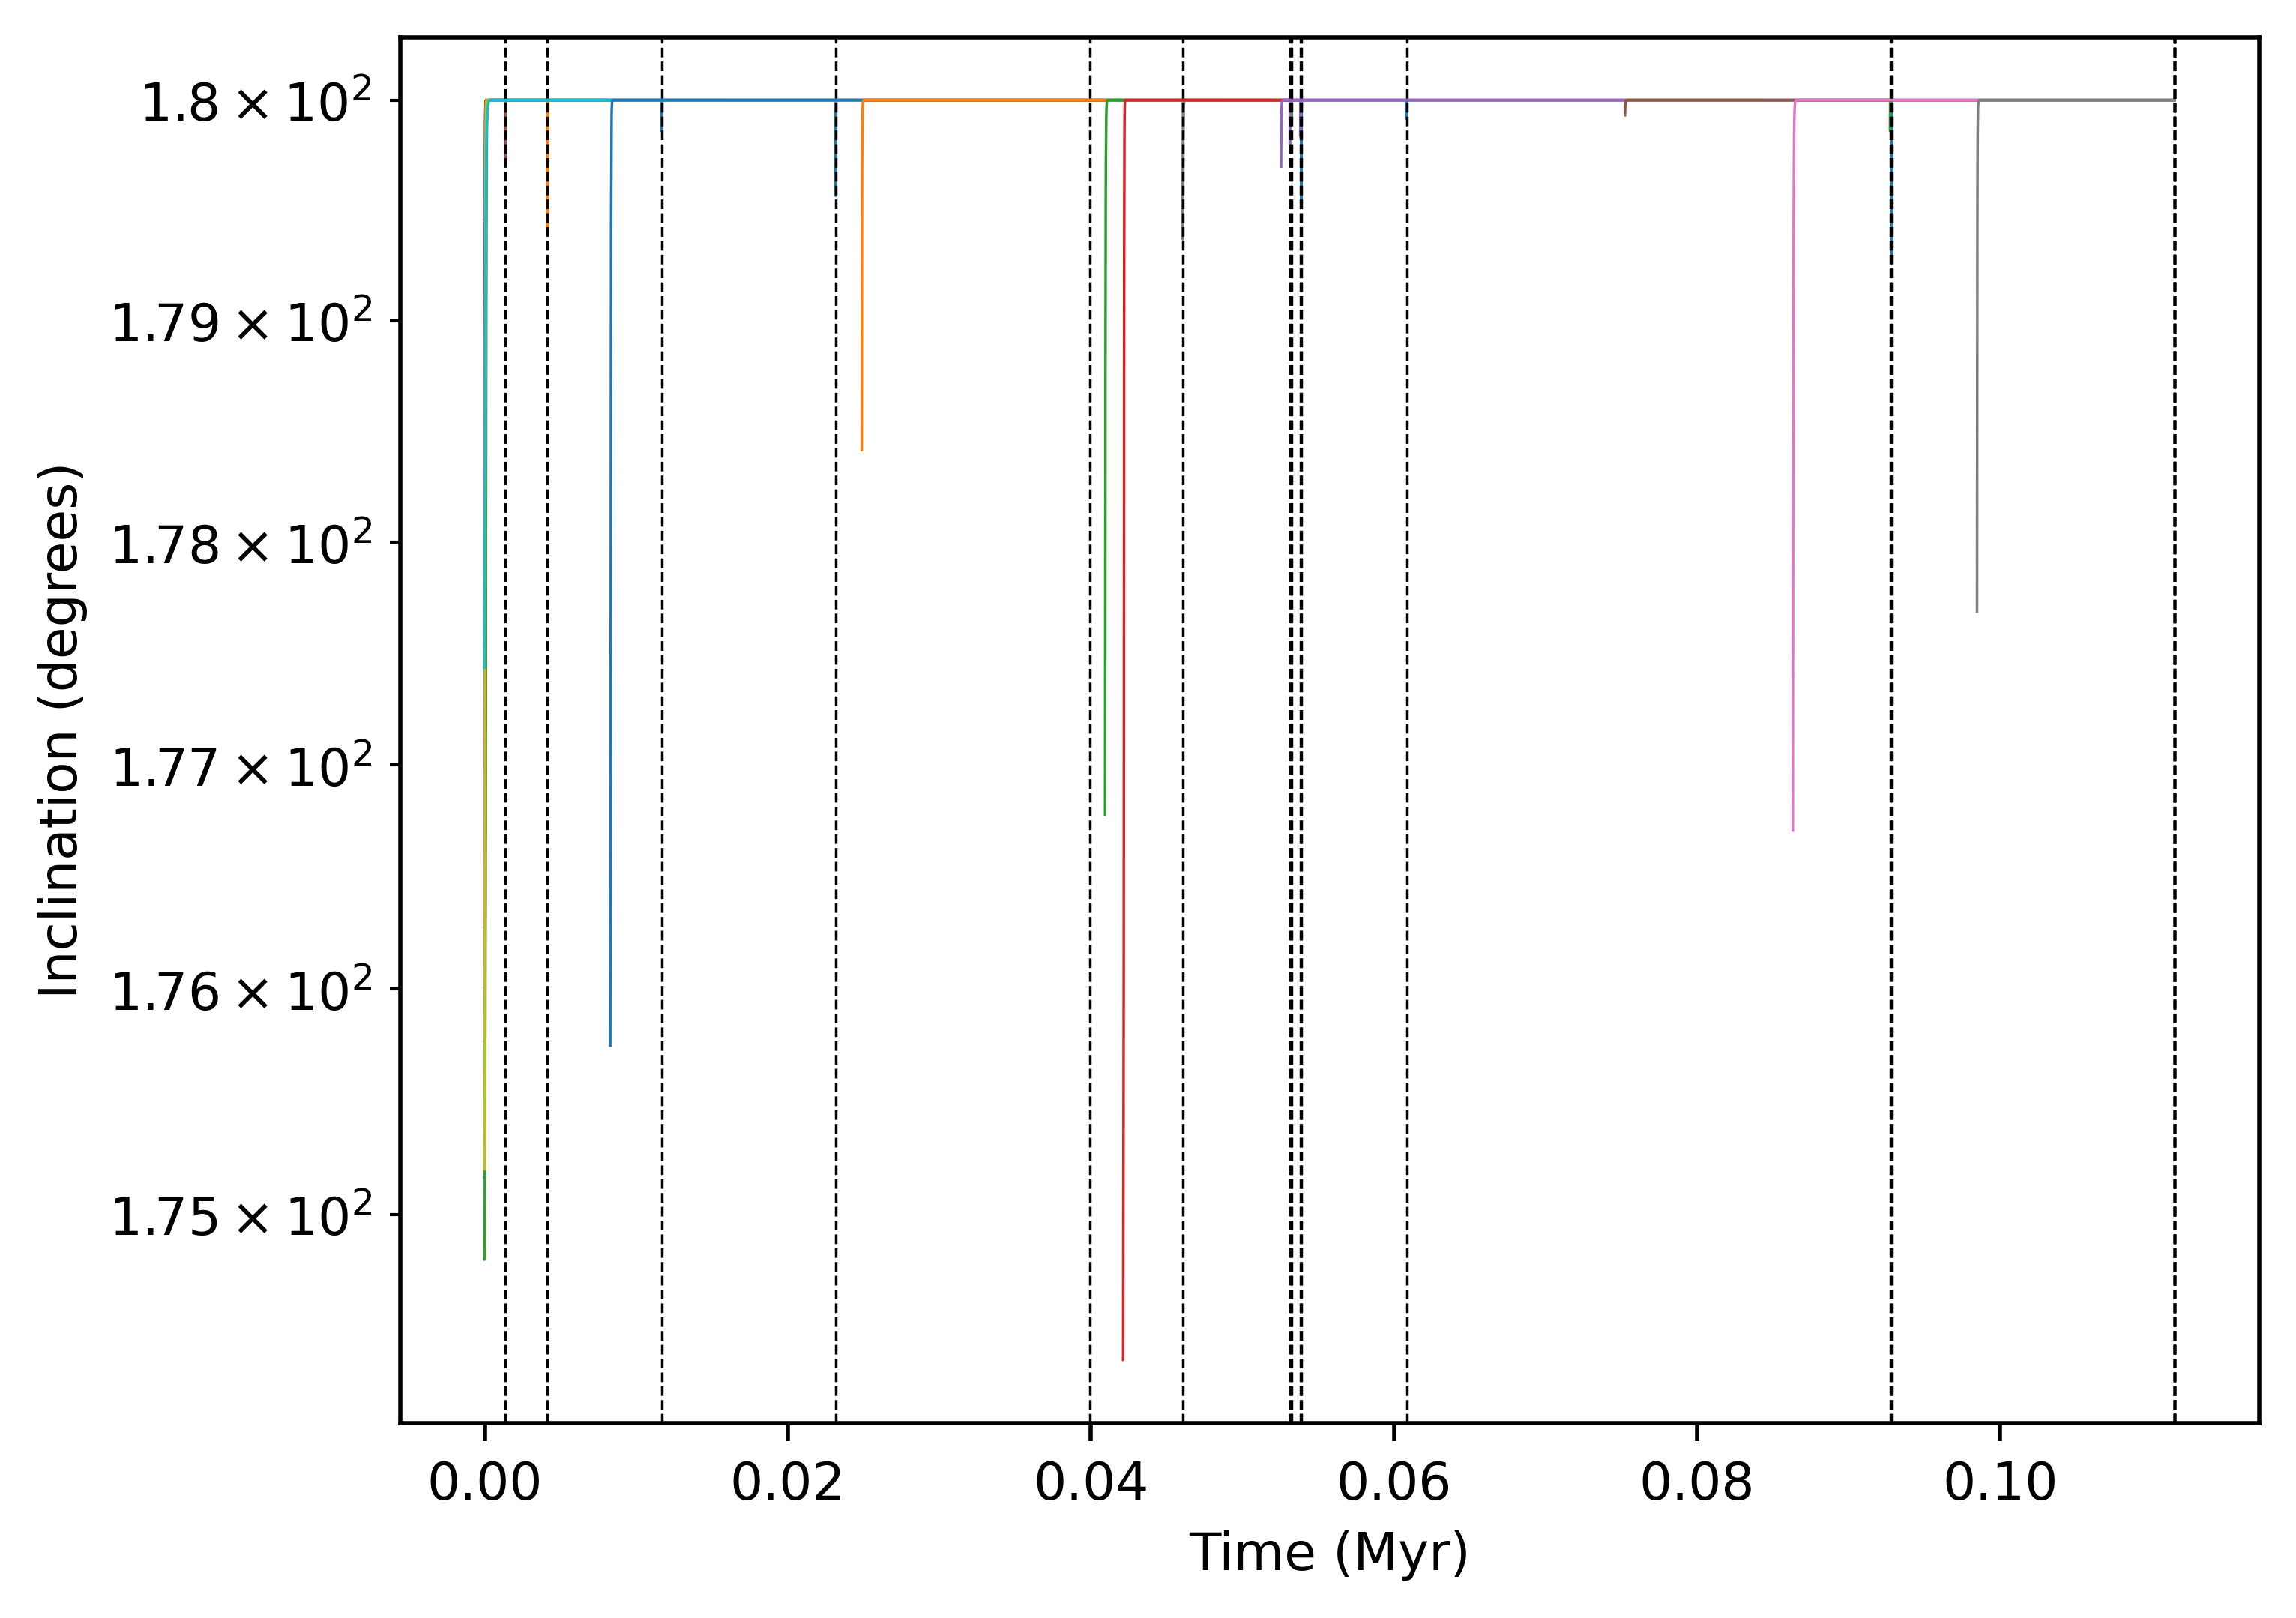 Inclination (degrees)
1.8 × 10²
1.79 × 10²
1.78 × 10²
1.77 × 10²
1.76 × 10²
1.75 × 10²
0.00 0.02 0.04 0.06 0.08 0.10
Time (Myr)